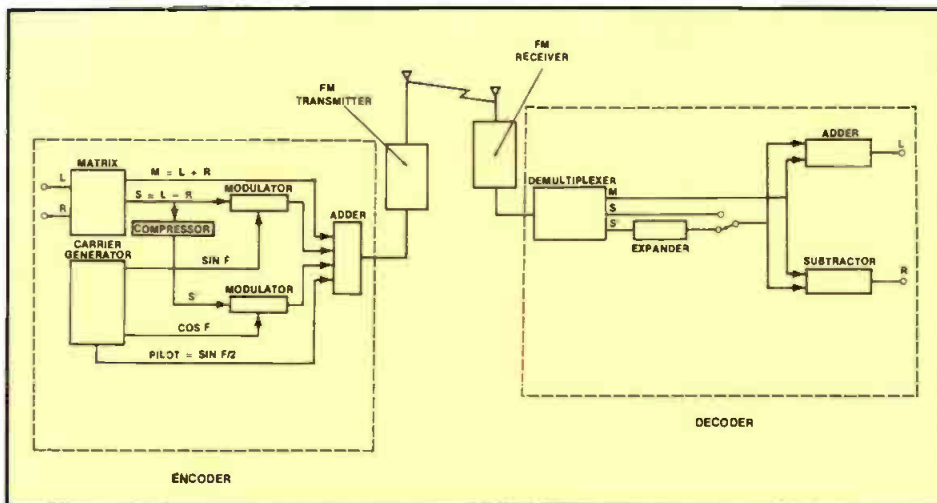 FM
RECEIVER
FM
TRANSMITTER
MATRIX
M = L + R
S = L – R
MODULATOR
L
R
COMPRESSOR
CARRIER
GENERATOR
SIN F
ADDER
S'
MODULATOR
COS F
PILOT = SIN F/2
ENCODER
DEMULTIPLEXER
M
S
S'
EXPANDER
ADDER
L
SUBTRACTOR
R
DECODER